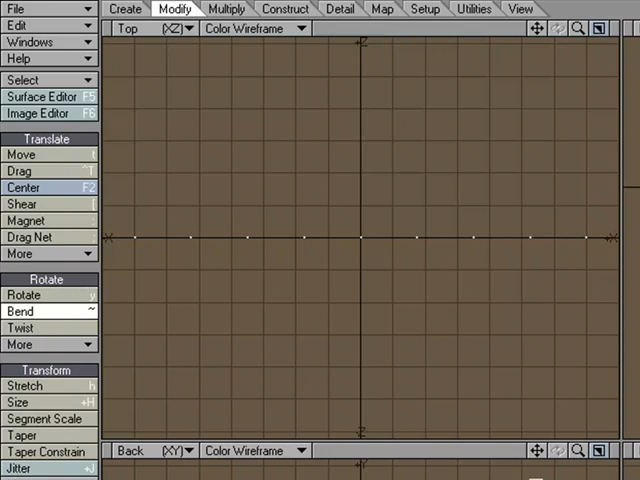 File
Create
Modify
Multiply
Construct
Detail
Map
Setup
Utilities
View
Edit
Windows
Help
Select
Surface Editor F5
Image Editor F6
Translate
Move t
Drag ^T
Center F2
Shear [
Magnet :
Drag Net ;
More
Rotate
Rotate y
Bend ~
Twist
More
Transform
Stretch h
Size +H
Segment Scale
Taper
Taper Constrain
Jitter +J
Top (XZ) Color Wireframe
+Z
-X
+X
-Z
Back (XY) Color Wireframe
+Y